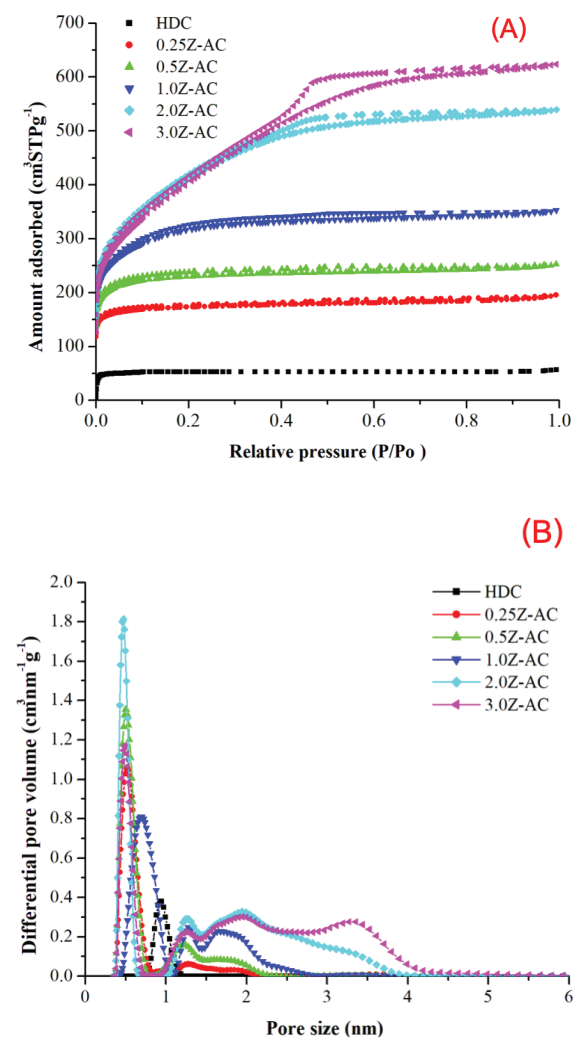 (A)
HDC
0.25Z-AC
0.5Z-AC
1.0Z-AC
2.0Z-AC
3.0Z-AC
700
600
500
400
300
200
100
0
Amount adsorbed (cm³STPg⁻¹)
0.0 0.2 0.4 0.6 0.8 1.0
Relative pressure (P/Po )
(B)
HDC
0.25Z-AC
0.5Z-AC
1.0Z-AC
2.0Z-AC
3.0Z-AC
2.0
1.8
1.6
1.4
1.2
1.0
0.8
0.6
0.4
0.2
0.0
Differential pore volume (cm³nm⁻¹g⁻¹)
0 1 2 3 4 5 6
Pore size (nm)